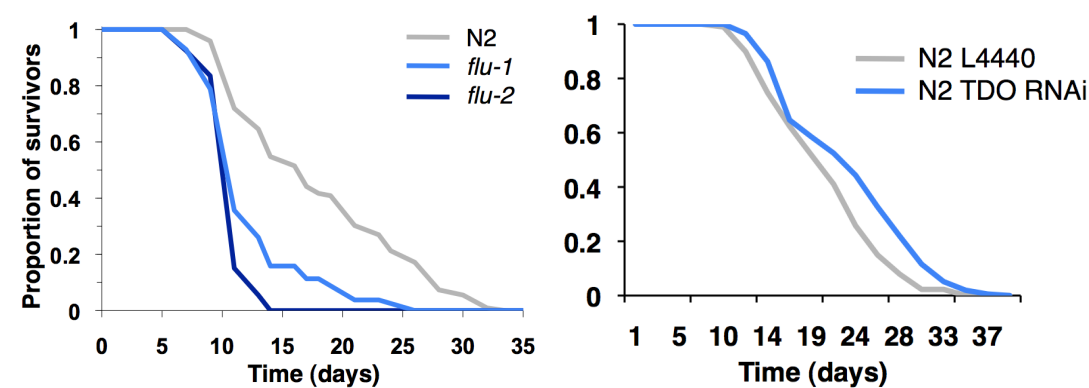 Proportion of survivors
1
0.8
0.6
0.4
0.2
0
0 5 10 15 20 25 30 35
Time (days)
N2
flu-1
flu-2
1
0.8
0.6
0.4
0.2
0
1 5 10 14 19 24 28 33 37
Time (days)
N2 L4440
N2 TDO RNAi